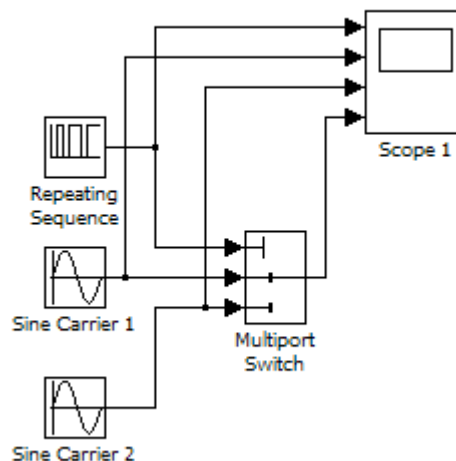 Scope 1
Repeating
Sequence
Sine Carrier 1
Multiport
Switch
Sine Carrier 2